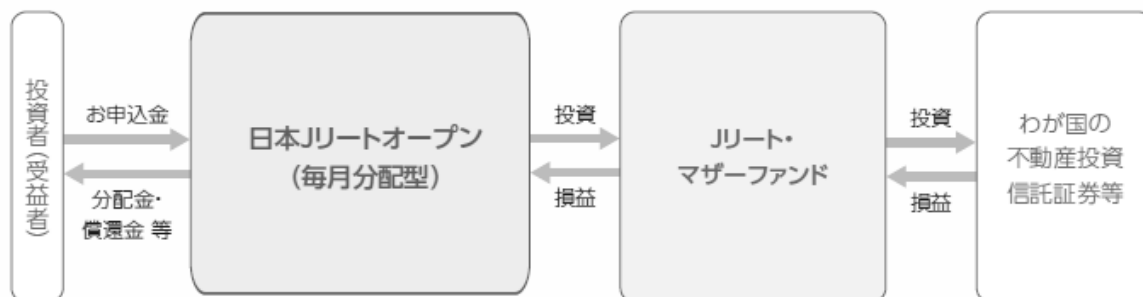 投資者(受益者)
お申込金
分配金・
償還金 等
日本Jリートオープン
(毎月分配型)
投資
損益
Jリート・
マザーファンド
投資
損益
わが国の
不動産投資
信託証券等